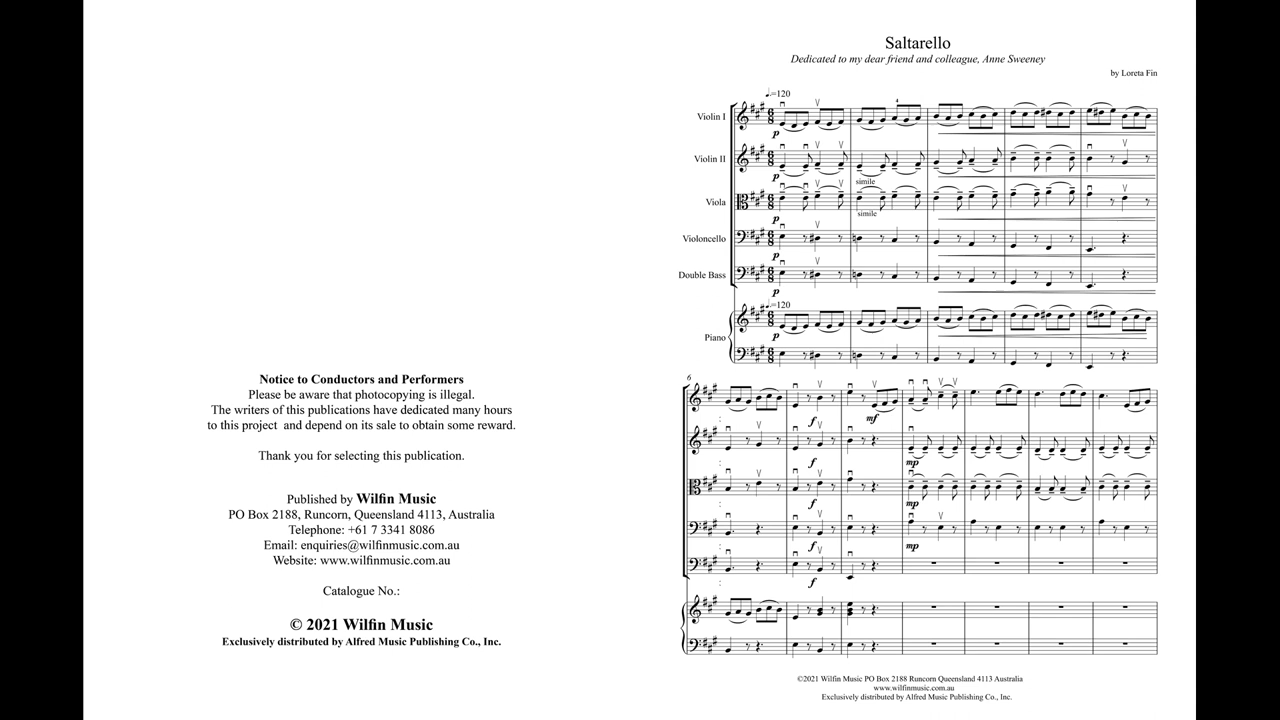 Notice to Conductors and Performers
Please be aware that photocopying is illegal.
The writers of this publications have dedicated many hours
to this project and depend on its sale to obtain some reward.
Thank you for selecting this publication.
Published by Wilfin Music
PO Box 2188, Runcorn, Queensland 4113, Australia
Telephone: +61 7 3341 8086
Email: enquiries@wilfinmusic.com.au
Website: www.wilfinmusic.com.au
Catalogue No.:
© 2021 Wilfin Music
Exclusively distributed by Alfred Music Publishing Co., Inc.
Saltarello
Dedicated to my dear friend and colleague, Anne Sweeney
by Loreta Fin
♩.=120
Violin I
4
p
Violin II
p
simile
Viola
p
simile
Violoncello
p
Double Bass
p
♩.=120
Piano
p
6
f
mf
f
mp
f
mp
f
mp
f
©2021 Wilfin Music PO Box 2188 Runcorn Queensland 4113 Australia
www.wilfinmusic.com.au
Exclusively distributed by Alfred Music Publishing Co., Inc.